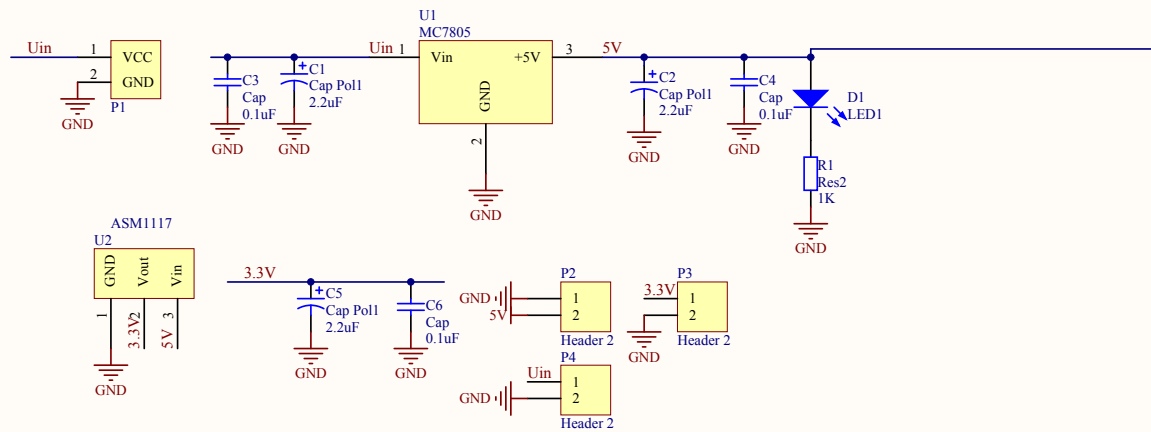 Uin
1
VCC
2
GND
P1
GND
C3
Cap
0.1uF
GND
C1
Cap Pol1
2.2uF
GND
Uin
1
U1
MC7805
Vin
+5V
GND
2
GND
3
5V
C2
Cap Pol1
2.2uF
GND
C4
Cap
0.1uF
GND
D1
LED1
R1
Res2
1K
GND
ASM1117
U2
GND
Vout
Vin
1
2
3
3.3V
5V
GND
3.3V
C5
Cap Pol1
2.2uF
GND
C6
Cap
0.1uF
GND
P2
GND
1
5V
2
Header 2
P3
3.3V
1
2
GND
Header 2
P4
Uin
1
GND
2
Header 2